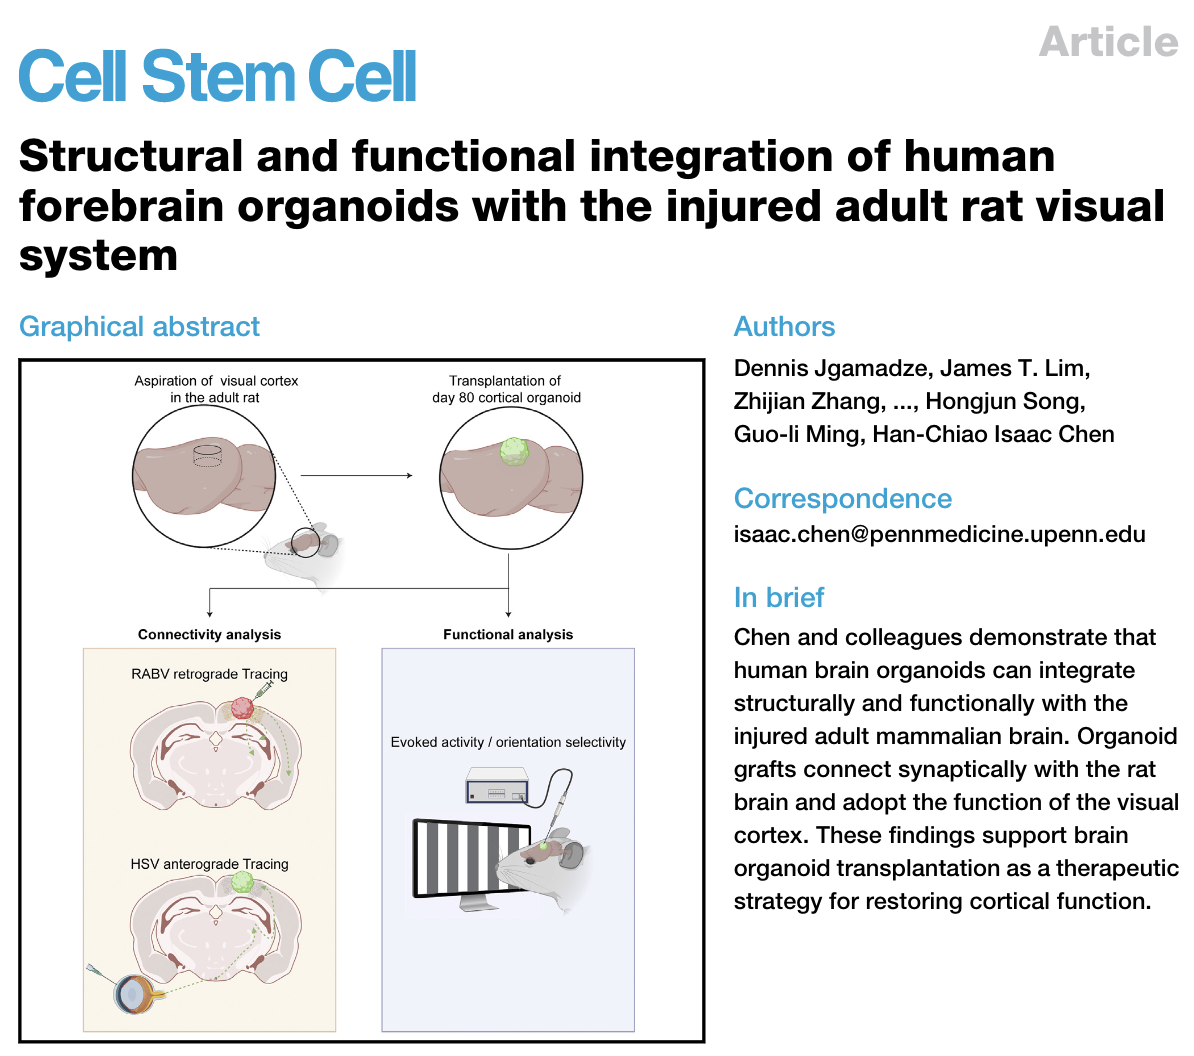 Article
Cell Stem Cell
Structural and functional integration of human
forebrain organoids with the injured adult rat visual
system
Graphical abstract
Aspiration of visual cortex
in the adult rat
Transplantation of
day 80 cortical organoid
Connectivity analysis
Functional analysis
RABV retrograde Tracing
Evoked activity / orientation selectivity
HSV anterograde Tracing
Authors
Dennis Jgamadze, James T. Lim,
Zhijian Zhang, ..., Hongjun Song,
Guo-li Ming, Han-Chiao Isaac Chen
Correspondence
isaac.chen@pennmedicine.upenn.edu
In brief
Chen and colleagues demonstrate that
human brain organoids can integrate
structurally and functionally with the
injured adult mammalian brain. Organoid
grafts connect synaptically with the rat
brain and adopt the function of the visual
cortex. These findings support brain
organoid transplantation as a therapeutic
strategy for restoring cortical function.